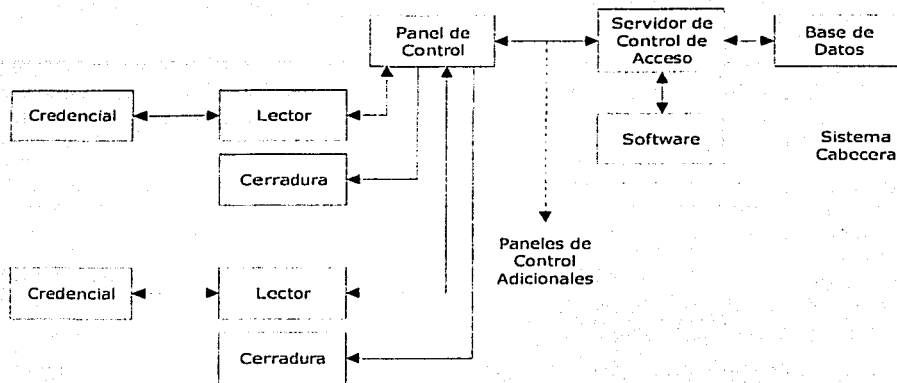 Panel de
Control
Servidor de
Control de
Acceso
Base de
Datos
Credencial
Lector
Software
Sistema
Cabecera
Cerradura
Paneles de
Control
Adicionales
Credencial
Lector
Cerradura